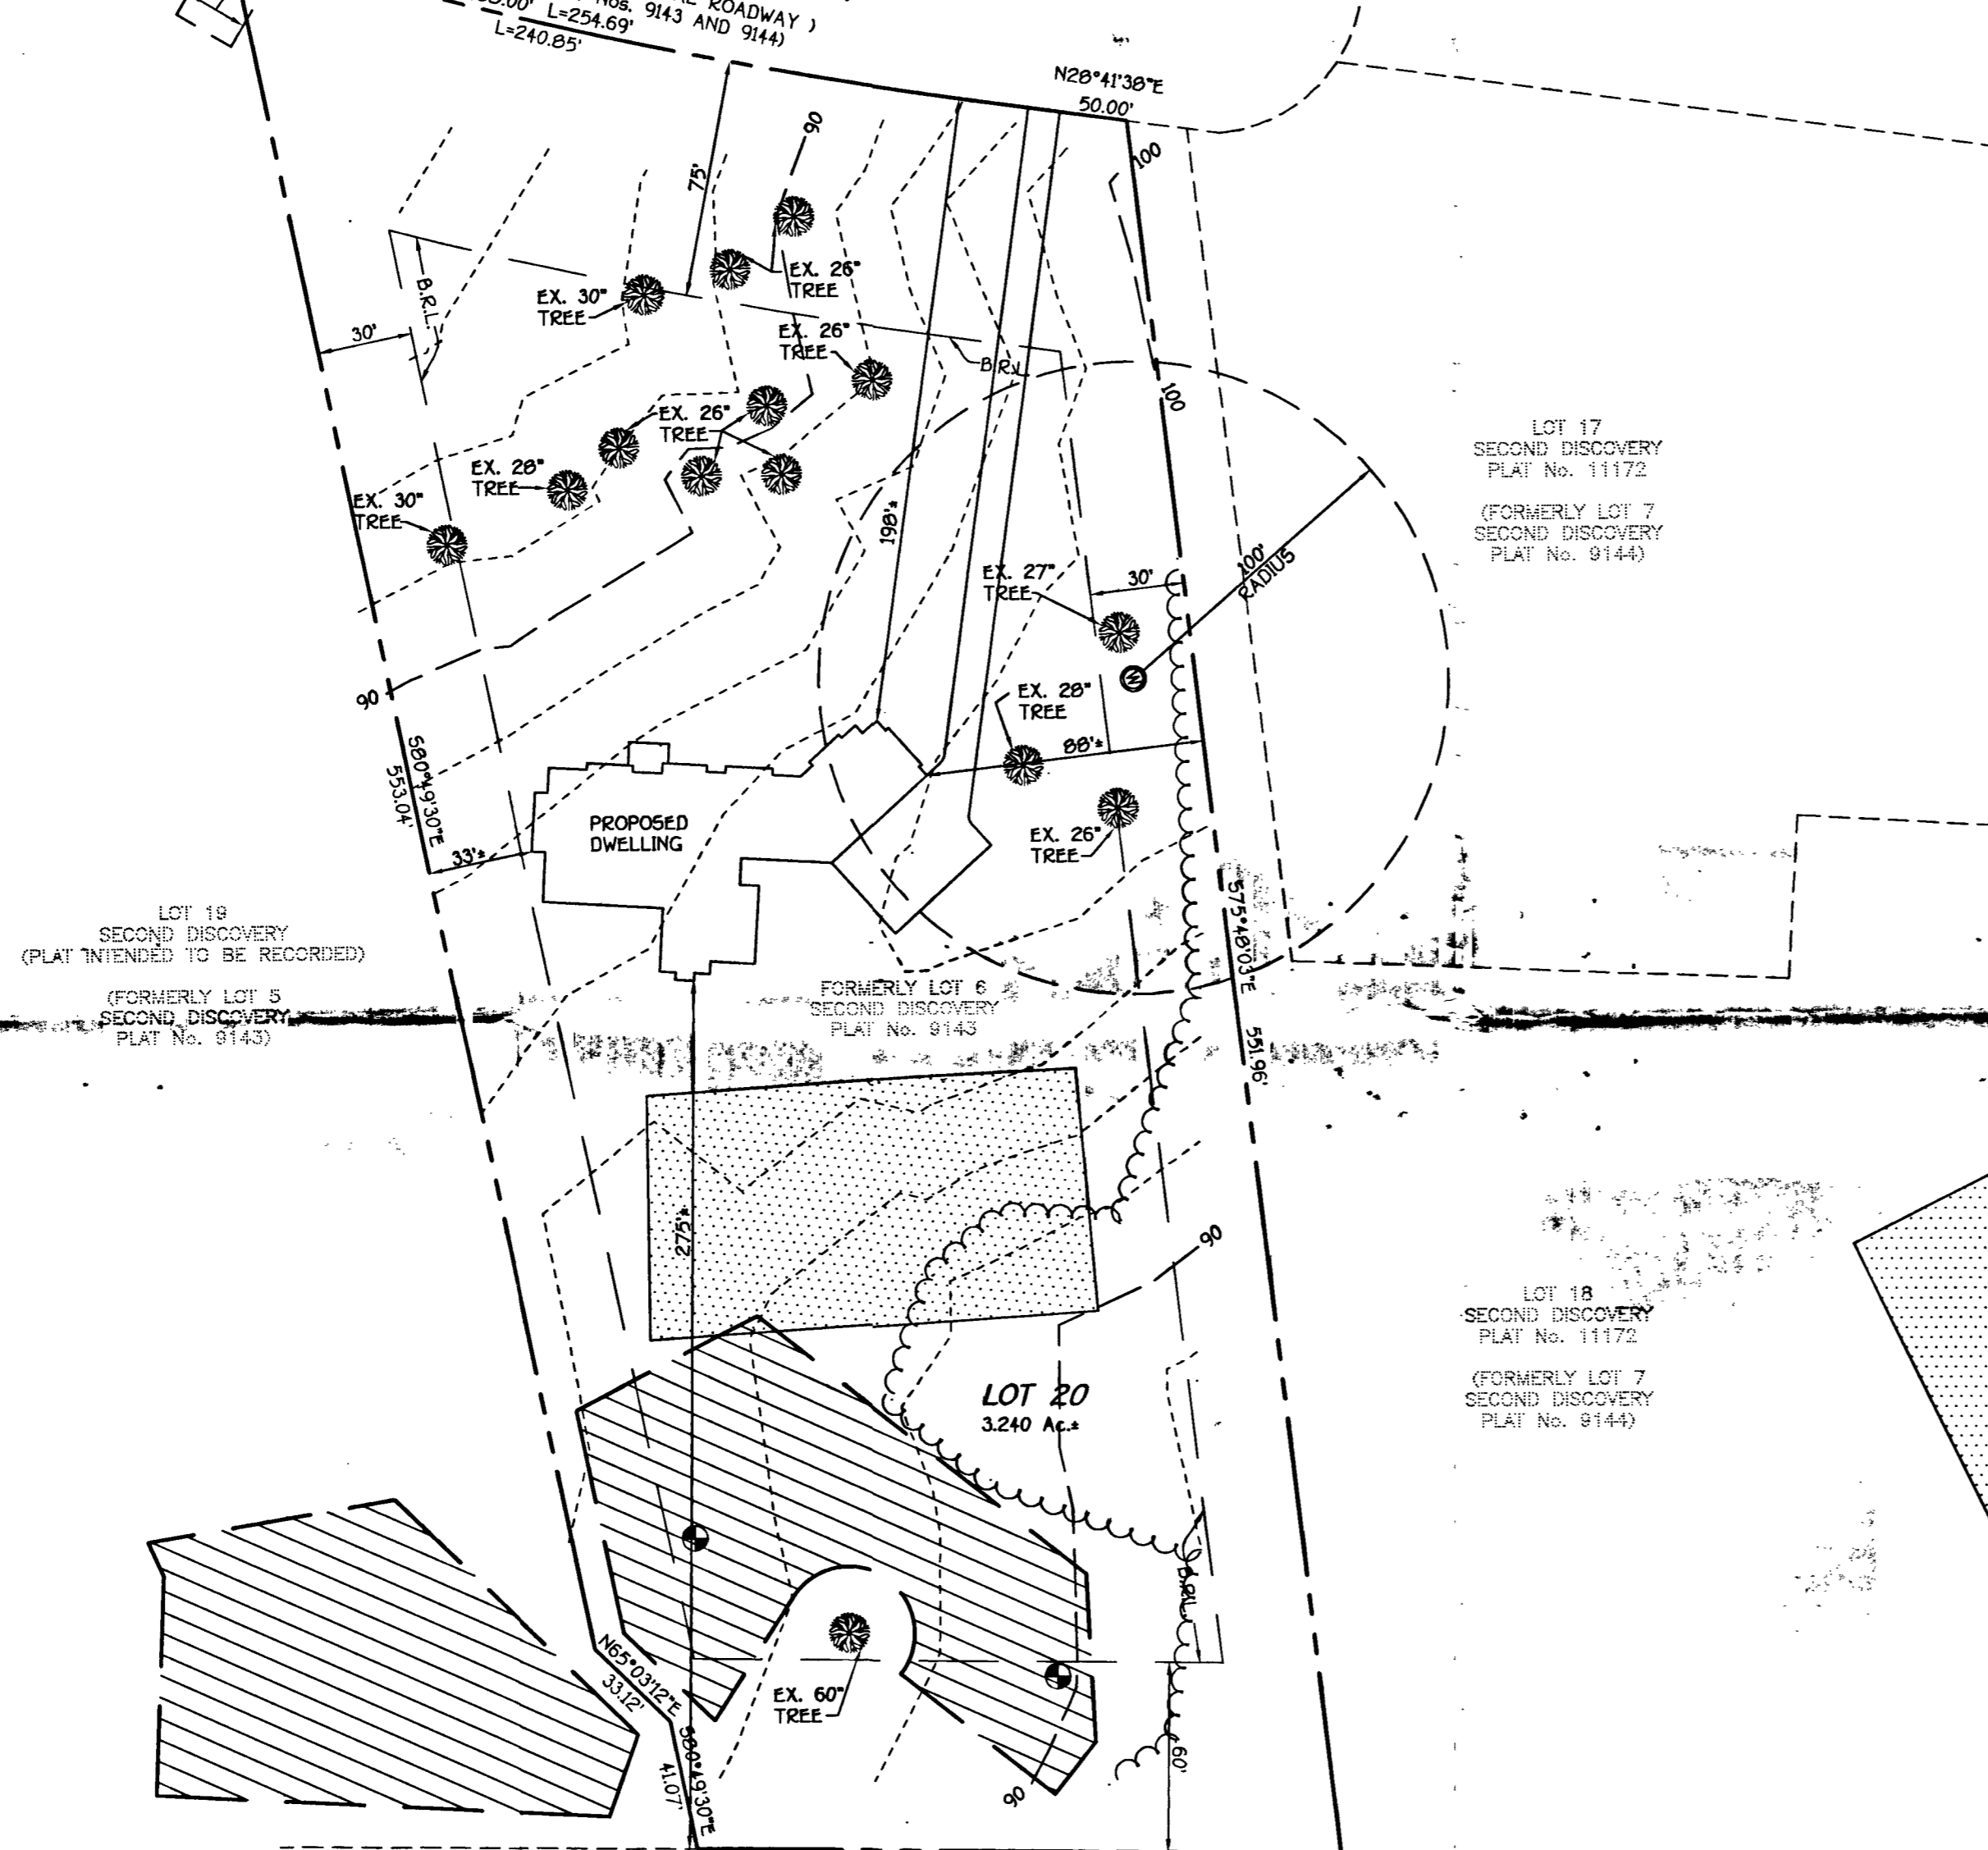 L=254.69'
L=240.85'
ROADWAY )
Nos. 9143 AND 9144)
N28°41'38"E
50.00'
90
100
75'
EX. 26"
TREE
EX. 30"
TREE
B.R.L.
30'
EX. 26"
TREE
B.R.L.
100
EX. 26"
TREE
EX. 28"
TREE
EX. 30"
TREE
198'±
LOT 17
SECOND DISCOVERY
PLAT No. 11172
(FORMERLY LOT 7
SECOND DISCOVERY
PLAT No. 9144)
EX. 27"
TREE
30'
100'
RADIUS
W
EX. 28"
TREE
88'±
90
S80°49'30"E
553.04'
PROPOSED
DWELLING
33'±
EX. 26"
TREE
S75°48'03"E
551.96'
LOT 19
SECOND DISCOVERY
(PLAT INTENDED TO BE RECORDED)
(FORMERLY LOT 5
SECOND DISCOVERY
PLAT No. 9143)
FORMERLY LOT 6
SECOND DISCOVERY
PLAT No. 9143
275'±
90
LOT 18
SECOND DISCOVERY
PLAT No. 11172
(FORMERLY LOT 7
SECOND DISCOVERY
PLAT No. 9144)
LOT 20
3.240 Ac.±
B.R.L.
N65°03'12"E
33.12'
EX. 60"
TREE
S80°49'30"E
41.07'
60'
90